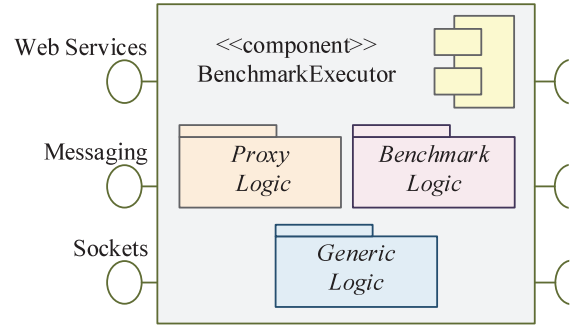 Web Services
<<component>>
BenchmarkExecutor
Messaging
Proxy
Logic
Benchmark
Logic
Sockets
Generic
Logic